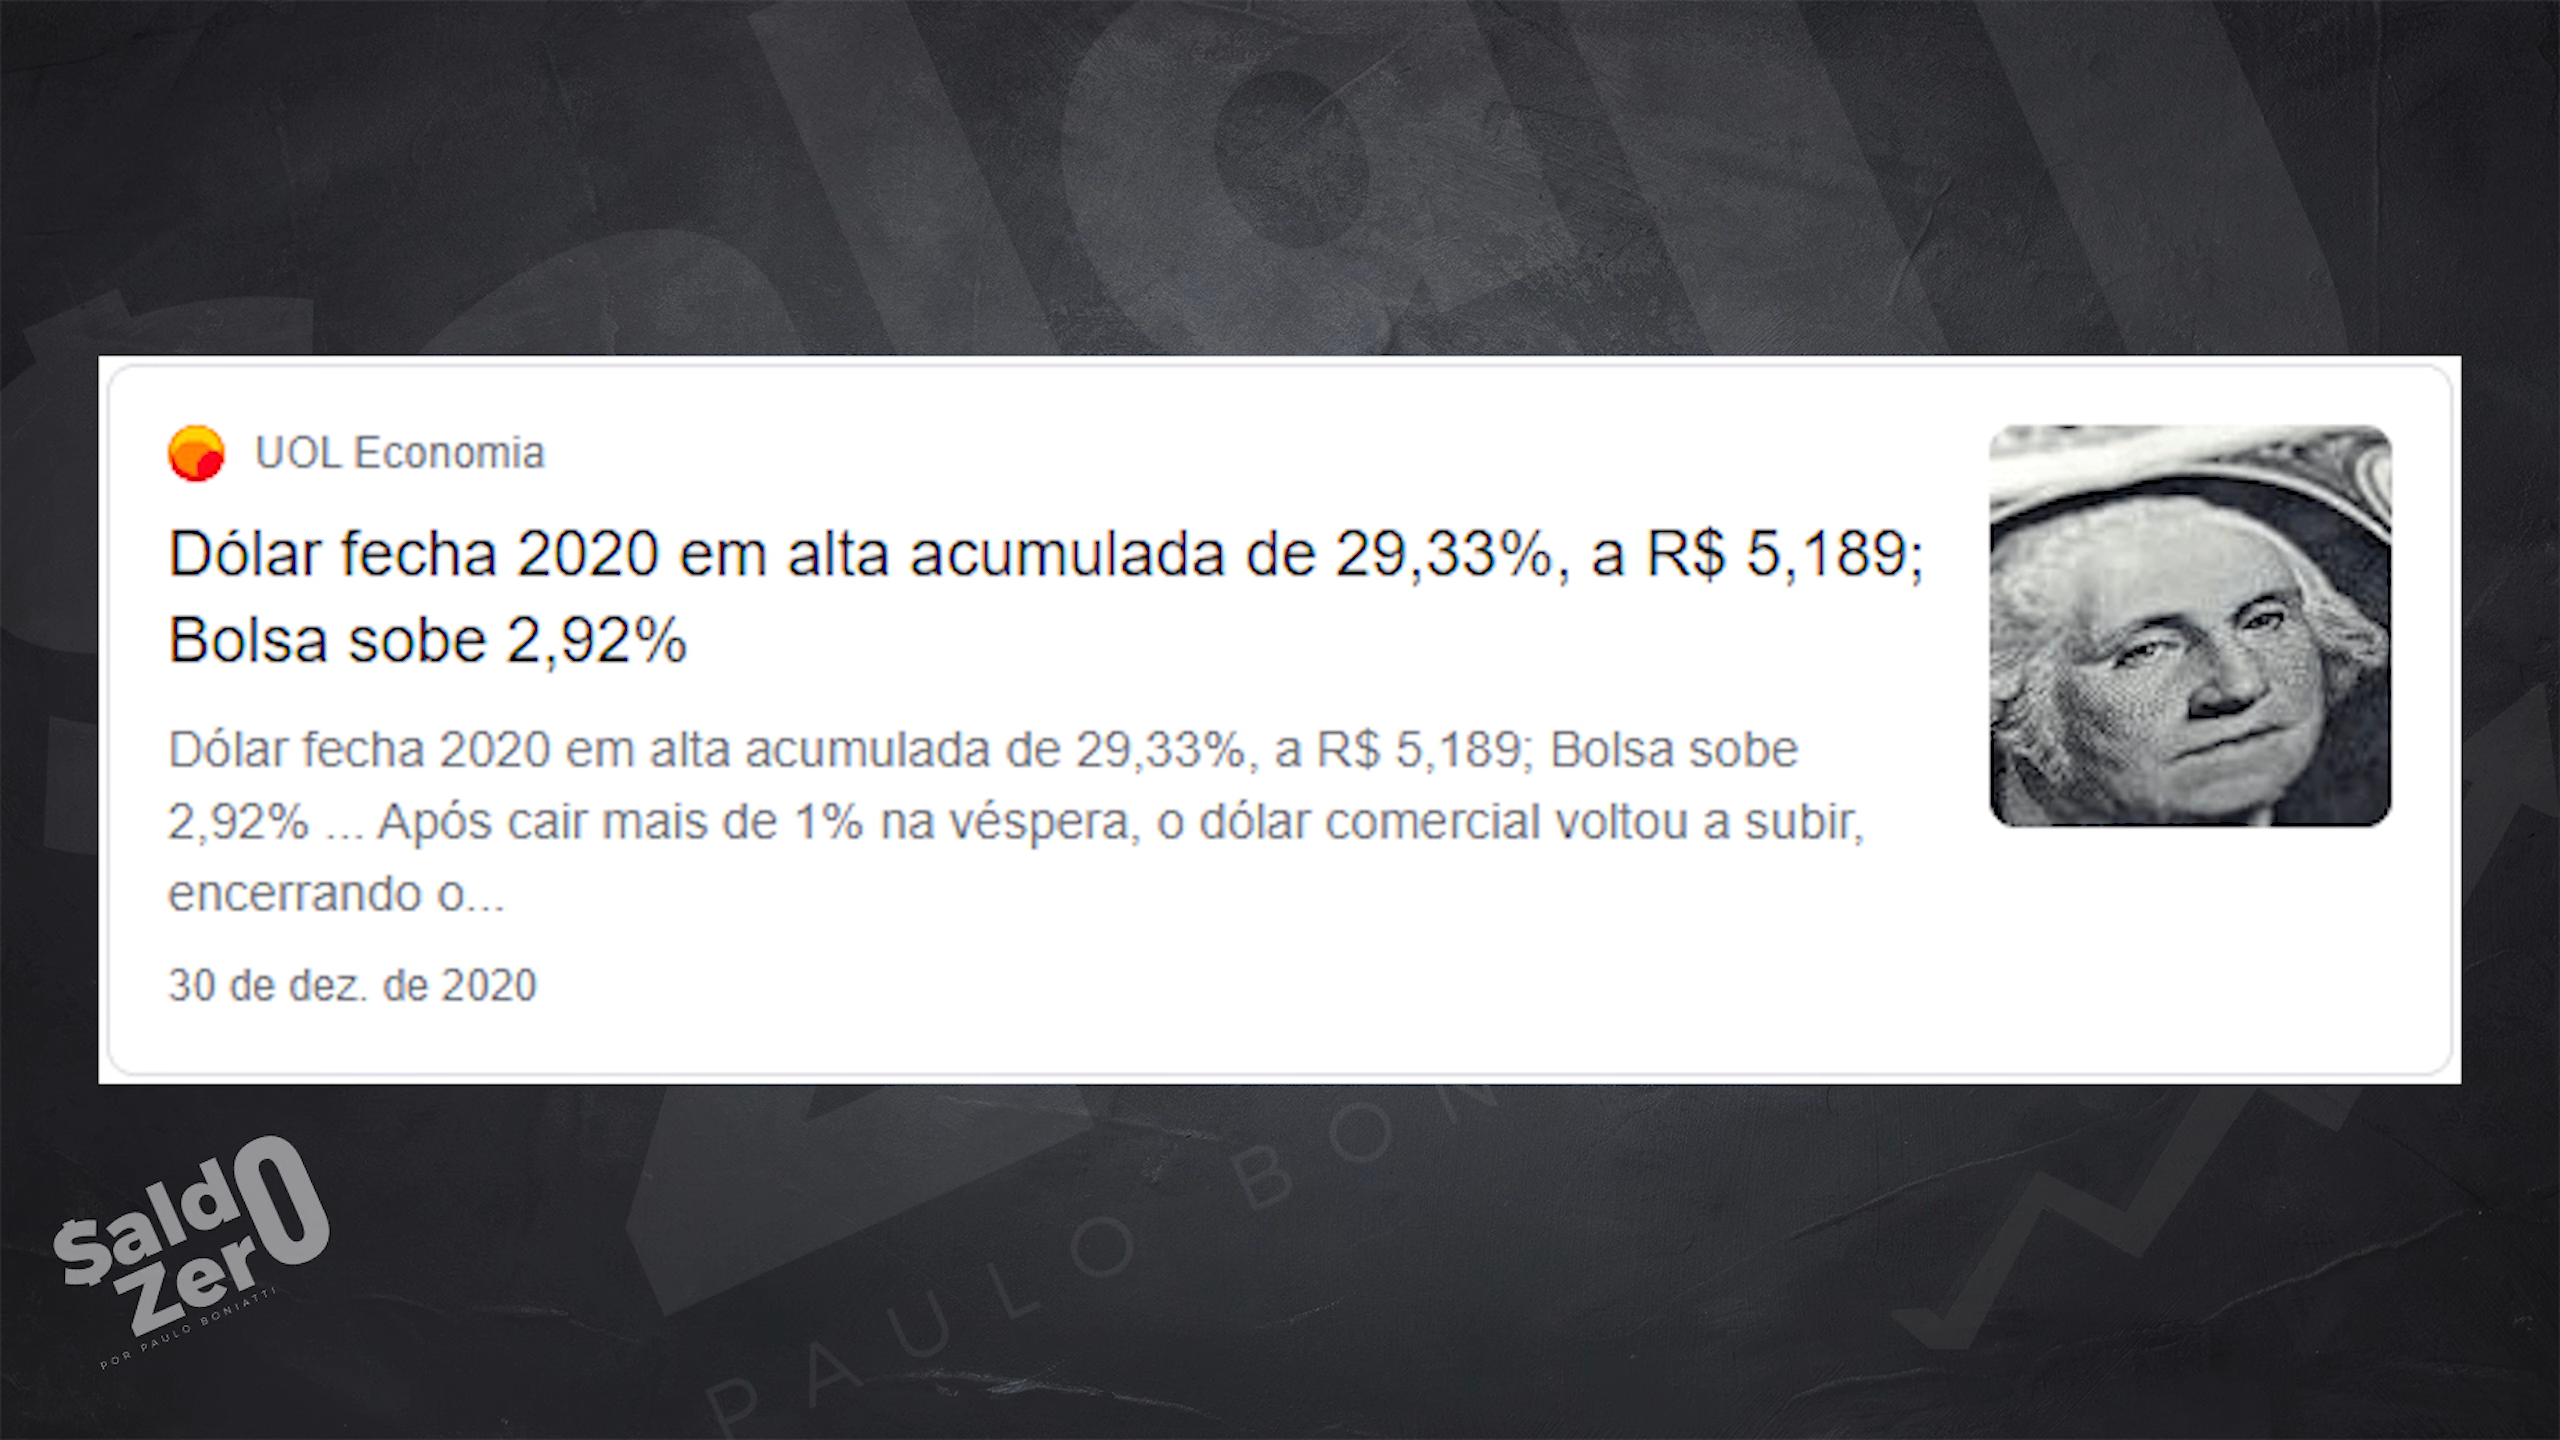 UOL Economia
Dólar fecha 2020 em alta acumulada de 29,33%, a R$ 5,189;
Bolsa sobe 2,92%
Dólar fecha 2020 em alta acumulada de 29,33%, a R$ 5,189; Bolsa sobe
2,92% ... Após cair mais de 1% na véspera, o dólar comercial voltou a subir,
encerrando o...
30 de dez. de 2020
$ald0
Zer
POR PAULO BONIATTI
PAULO BON